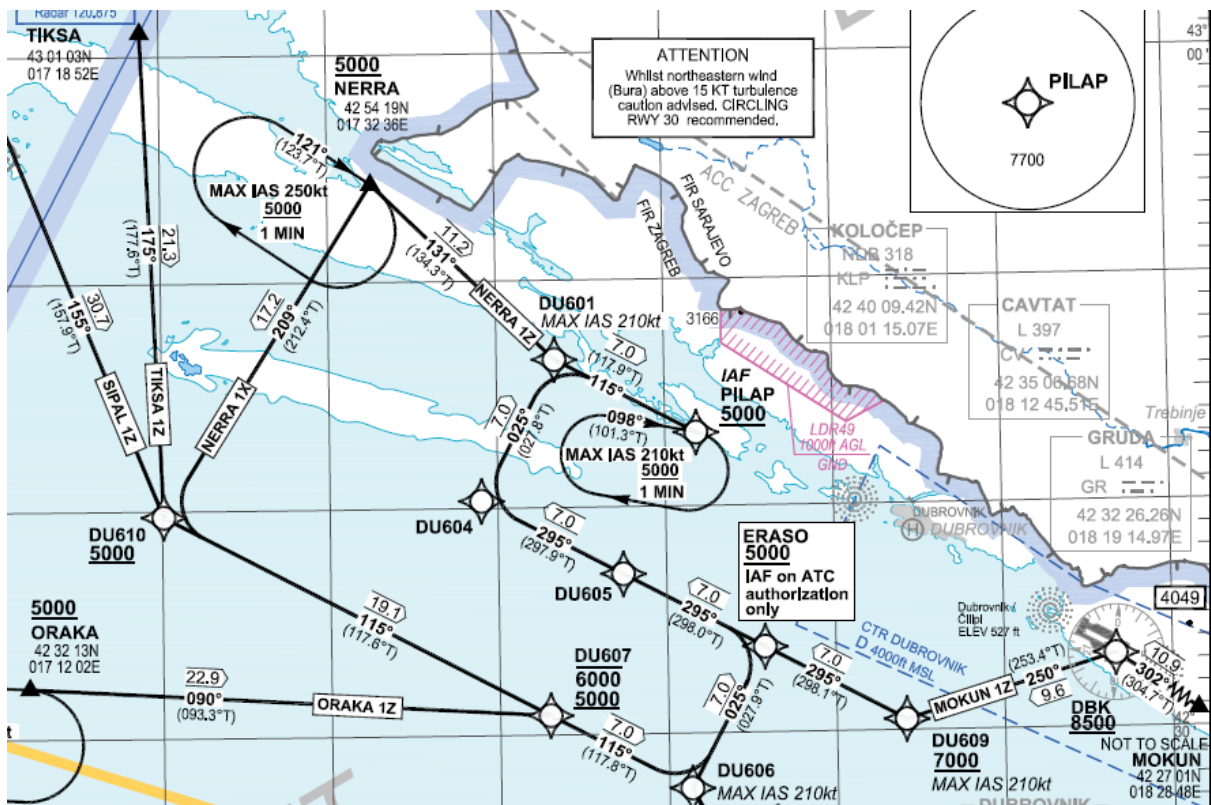 Radar 120.875
TIKSA
43 01 03N
017 18 52E
5000
NERRA
42 54 19N
017 32 36E
ATTENTION
Whilst northeastern wind
(Bura) above 15 KT turbulence
caution advised. CIRCLING
RWY 30 recommended.
PILAP
7700
43°
00'
121°
(123.7°T)
MAX IAS 250kt
5000
1 MIN
ACC ZAGREB
FIR SARAJEVO
FIR ZAGREB
KOLOČEP
NDB 318
KLP
42 40 09.42N
018 01 15.07E
21.3
175°
(177.6°T)
11.2
131°
(134.3°T)
NERRA 1Z
30.7
155°
(157.9°T)
17.2
209°
(212.4°T)
DU601
MAX IAS 210kt
3166
CAVTAT
L 397
CV
42 35 06.68N
018 12 45.51E
7.0
(117.9°T)
115°
IAF
PILAP
5000
SIPAL 1Z
TIKSA 1Z
NERRA 1X
7.0
025°
(027.8°T)
098°
(101.3°T)
MAX IAS 210kt
5000
1 MIN
LDR49
1000ft AGL
GND
Trebinje
GRUDA
L 414
GR
42 32 26.26N
018 19 14.97E
DU610
5000
DU604
7.0
295°
(297.9°T)
DUBROVNIK
H DUBROVNIK
ERASO
5000
IAF on ATC
authorization
only
DU605
7.0
295°
(298.0°T)
5000
ORAKA
42 32 13N
017 12 02E
19.1
115°
(117.6°T)
Dubrovnik /
Čilipi
ELEV 527 ft
4049
CTR DUBROVNIK
D 4000ft MSL
DU607
6000
5000
7.0
295°
(298.1°T)
(253.4°T)
250°
9.6
MOKUN 1Z
10.9
302°
(304.7°T)
22.9
090°
(093.3°T)
ORAKA 1Z
7.0
025°
(027.9°T)
DBK
8500
42°
30
7.0
115°
(117.8°T)
DU606
MAX IAS 210kt
DU609
7000
MAX IAS 210kt
NOT TO SCALE
MOKUN
42 27 01N
018 28 48E
DUBROVNIK